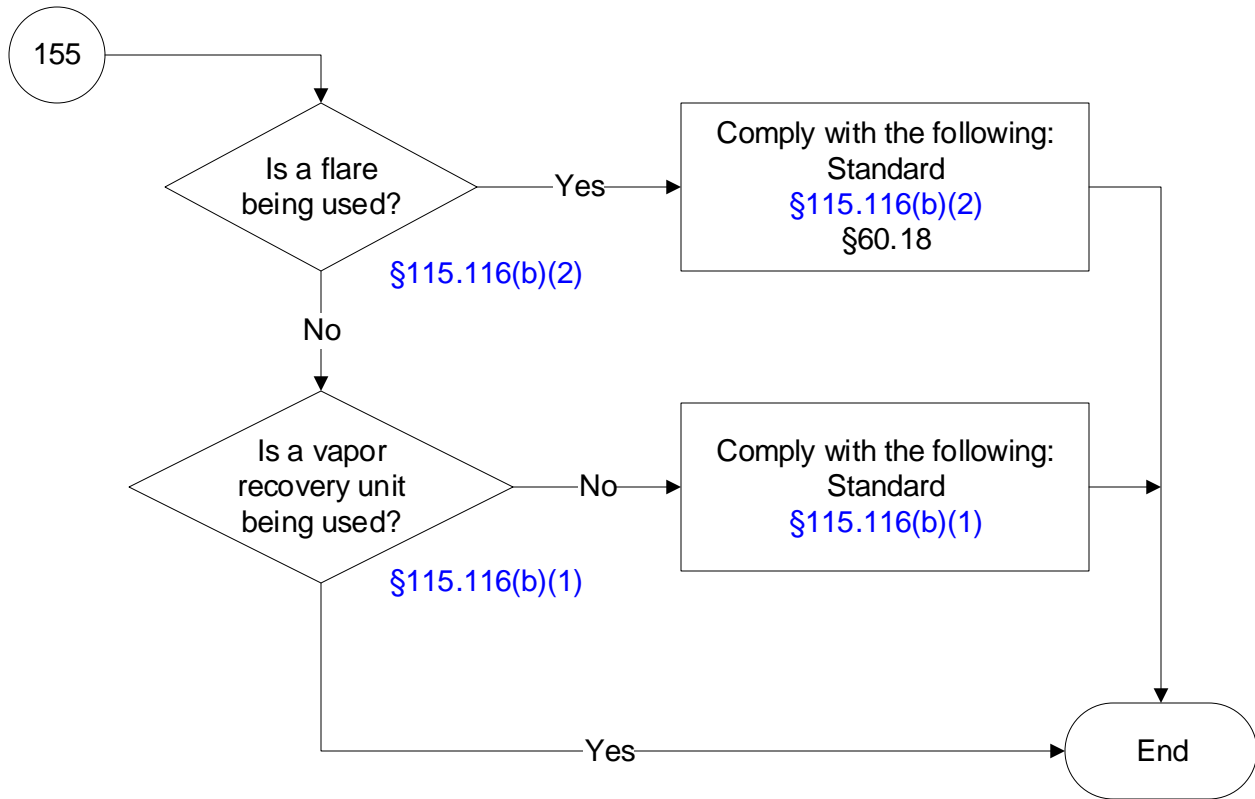 155
Is a flare
being used?
Yes
Comply with the following:
Standard
§115.116(b)(2)
§60.18
§115.116(b)(2)
No
Is a vapor
recovery unit
being used?
No
Comply with the following:
Standard
§115.116(b)(1)
§115.116(b)(1)
Yes
End